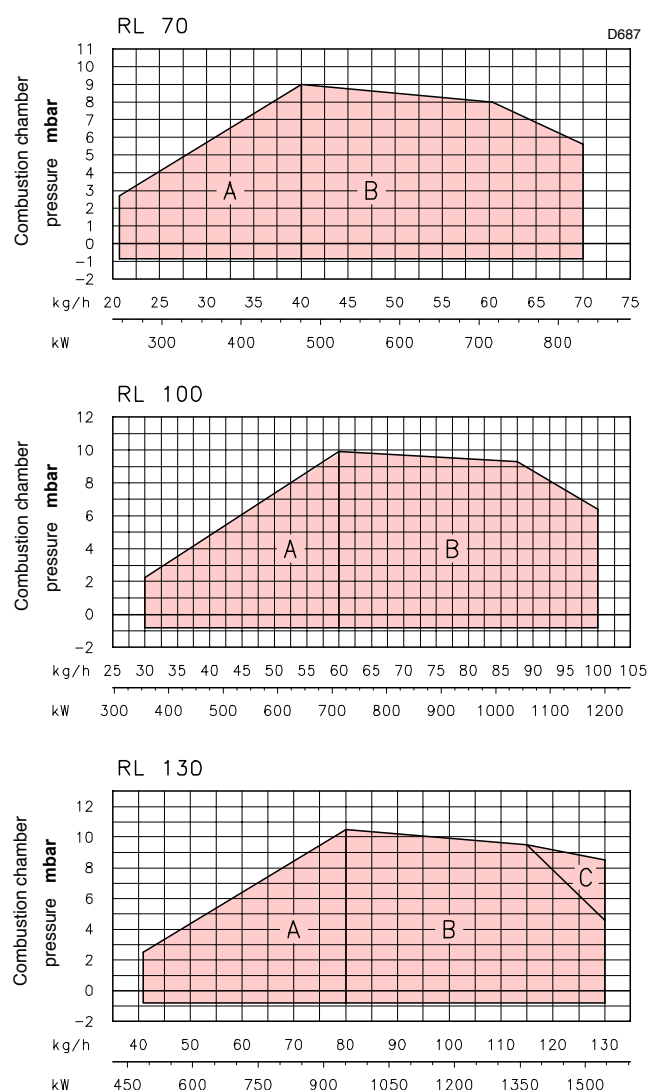 RL 70
D687
Combustion chamber
pressure mbar
11
10
9
8
7
6
5
4
3
2
1
0
-1
-2
A
B
kg/h 20 25 30 35 40 45 50 55 60 65 70 75
kW 300 400 500 600 700 800
RL 100
Combustion chamber
pressure mbar
12
10
8
6
4
2
0
-2
A
B
kg/h 25 30 35 40 45 50 55 60 65 70 75 80 85 90 95 100 105
kW 300 400 500 600 700 800 900 1000 1100 1200
RL 130
Combustion chamber
pressure mbar
12
10
8
6
4
2
0
-2
A
B
C
kg/h 40 50 60 70 80 90 100 110 120 130
kW 450 600 750 900 1050 1200 1350 1500